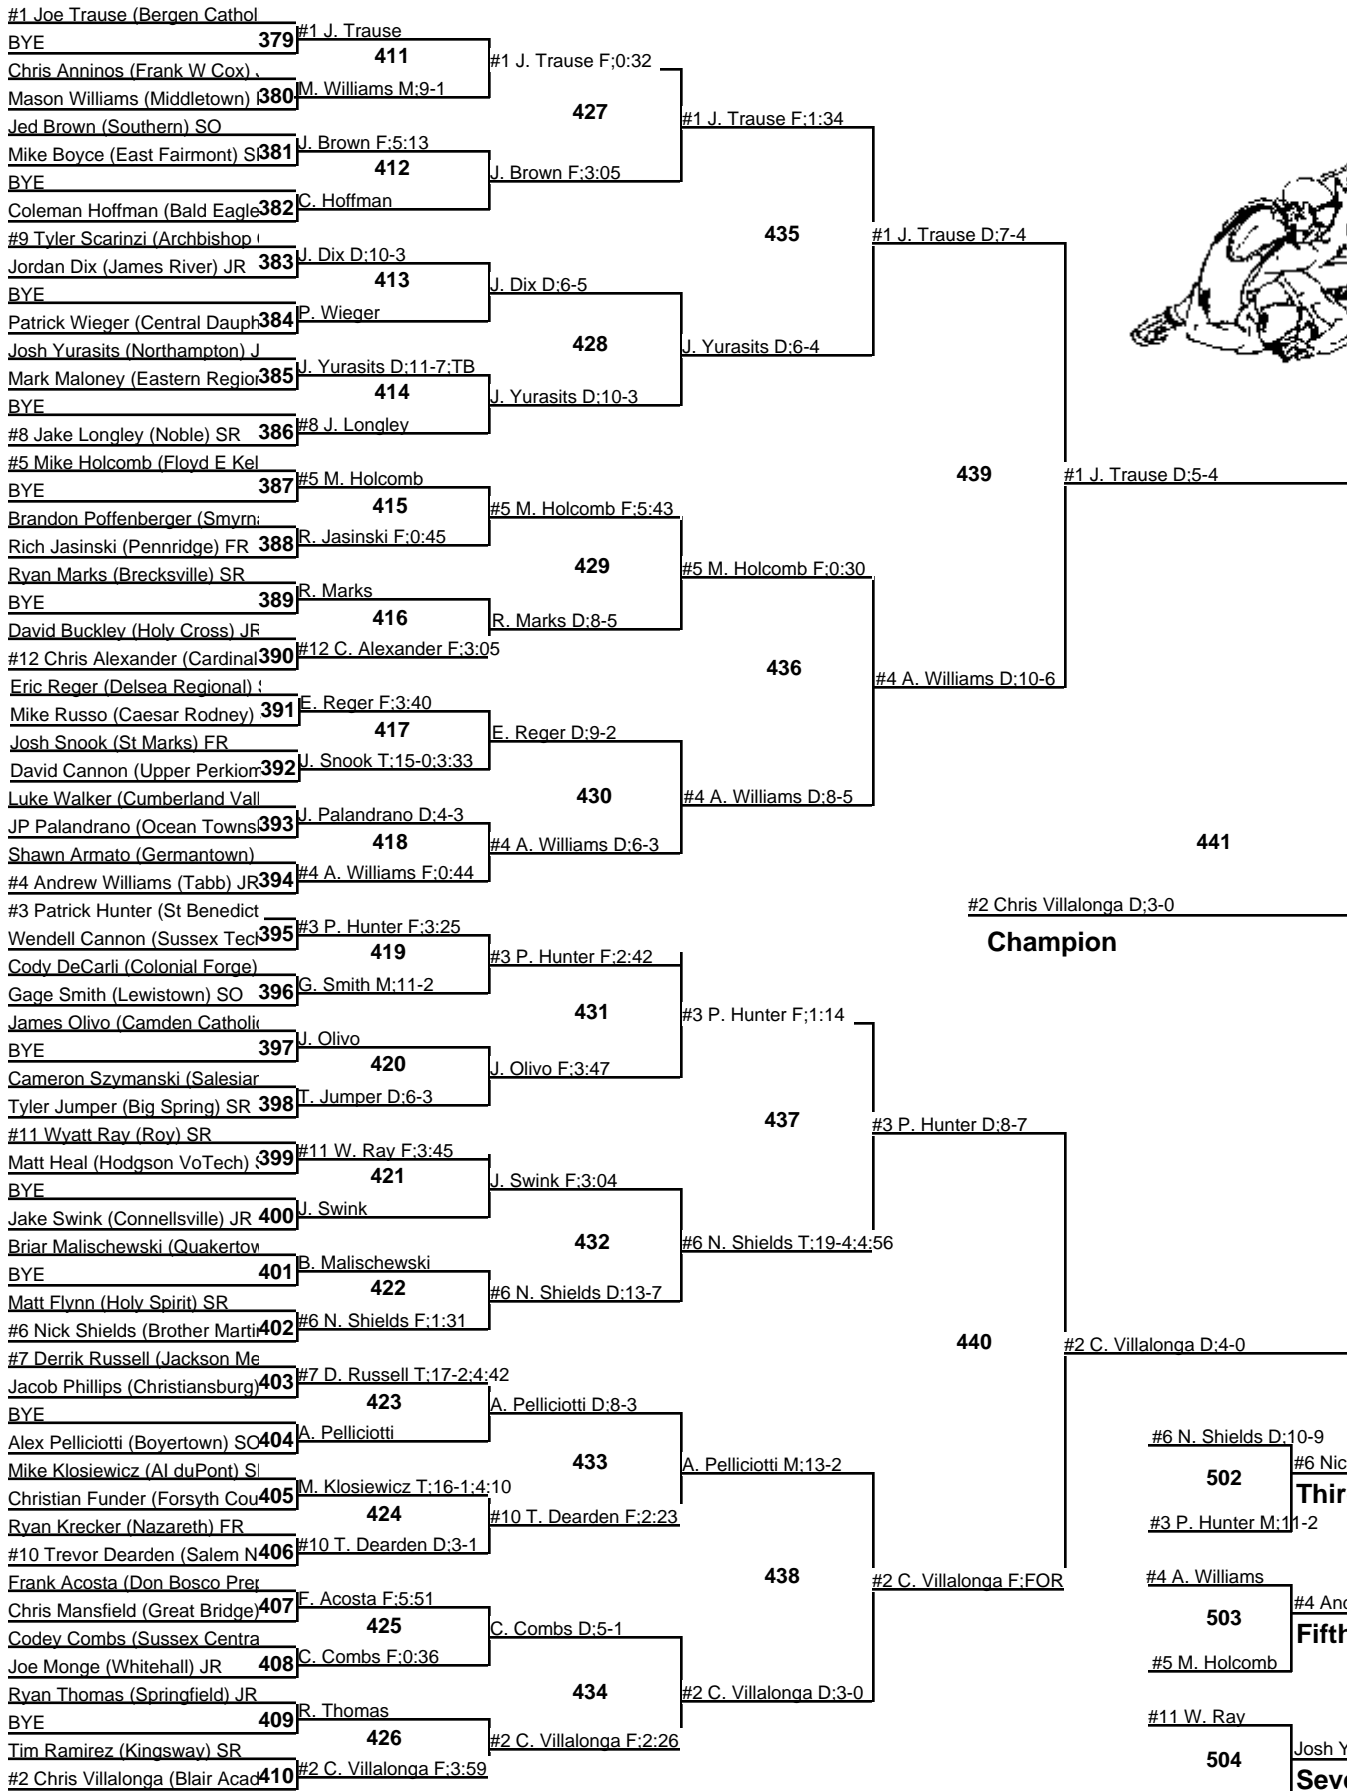 #1 Joe Trause (Bergen Cathol
BYE
379
Chris Anninos (Frank W Cox)
Mason Williams (Middletown)
380
Jed Brown (Southern) SO
Mike Boyce (East Fairmont) S
381
BYE
Coleman Hoffman (Bald Eagle
382
#9 Tyler Scarinzi (Archbishop
Jordan Dix (James River) JR
383
BYE
Patrick Wieger (Central Dauph
384
Josh Yurasits (Northampton) J
Mark Maloney (Eastern Region
385
BYE
#8 Jake Longley (Noble) SR
386
#5 Mike Holcomb (Floyd E Kel
BYE
387
Brandon Poffenberger (Smyrna
Rich Jasinski (Pennridge) FR
388
Ryan Marks (Brecksville) SR
BYE
389
David Buckley (Holy Cross) JR
#12 Chris Alexander (Cardinal
390
Eric Reger (Delsea Regional)
Mike Russo (Caesar Rodney)
391
Josh Snook (St Marks) FR
David Cannon (Upper Perkiom
392
Luke Walker (Cumberland Vall
JP Palandrano (Ocean Towns
393
Shawn Armato (Germantown)
#4 Andrew Williams (Tabb) JR
394
#3 Patrick Hunter (St Benedict
Wendell Cannon (Sussex Tech
395
Cody DeCarli (Colonial Forge)
Gage Smith (Lewistown) SO
396
James Olivo (Camden Catholic
BYE
397
Cameron Szymanski (Salesian
Tyler Jumper (Big Spring) SR
398
#11 Wyatt Ray (Roy) SR
Matt Heal (Hodgson VoTech) S
399
BYE
Jake Swink (Connellsville) JR
400
Briar Malischewski (Quakertow
BYE
401
Matt Flynn (Holy Spirit) SR
#6 Nick Shields (Brother Martin
402
#7 Derrik Russell (Jackson Me
Jacob Phillips (Christiansburg)
403
BYE
Alex Pelliciotti (Boyertown) SO
404
Mike Klosiewicz (AI duPont) S
Christian Funder (Forsyth Cou
405
Ryan Krecker (Nazareth) FR
#10 Trevor Dearden (Salem N
406
Frank Acosta (Don Bosco Prep
Chris Mansfield (Great Bridge)
407
Codey Combs (Sussex Centra
Joe Monge (Whitehall) JR
408
Ryan Thomas (Springfield) JR
BYE
409
Tim Ramirez (Kingsway) SR
#2 Chris Villalonga (Blair Acad
410
#1 J. Trause
411
M. Williams M;9-1
J. Brown F;5:13
412
C. Hoffman
J. Dix D;10-3
413
P. Wieger
J. Yurasits D;11-7;TB
414
#8 J. Longley
#5 M. Holcomb
415
R. Jasinski F;0:45
R. Marks
416
#12 C. Alexander F;3:05
E. Reger F;3:40
417
J. Snook T;15-0;3:33
J. Palandrano D;4-3
418
#4 A. Williams F;0:44
#3 P. Hunter F;3:25
419
G. Smith M;11-2
J. Olivo
420
T. Jumper D;6-3
#11 W. Ray F;3:45
421
J. Swink
B. Malischewski
422
#6 N. Shields F;1:31
#7 D. Russell T;17-2;4:42
423
A. Pelliciotti
M. Klosiewicz T;16-1;4:10
424
#10 T. Dearden D;3-1
F. Acosta F;5:51
425
C. Combs F;0:36
R. Thomas
426
#2 C. Villalonga F;3:59
#1 J. Trause F;0:32
427
J. Brown F;3:05
J. Dix D;6-5
428
J. Yurasits D;10-3
#5 M. Holcomb F;5:43
429
R. Marks D;8-5
E. Reger D;9-2
430
#4 A. Williams D;6-3
#3 P. Hunter F;2:42
431
J. Olivo F;3:47
J. Swink F;3:04
432
#6 N. Shields D;13-7
A. Pelliciotti D;8-3
433
#10 T. Dearden F;2:23
C. Combs D;5-1
434
#2 C. Villalonga F;2:26
#1 J. Trause F;1:34
435
J. Yurasits D;6-4
#5 M. Holcomb F;0:30
436
#4 A. Williams D;8-5
#3 P. Hunter F;1:14
437
#6 N. Shields T;19-4;4:56
A. Pelliciotti M;13-2
438
#2 C. Villalonga D;3-0
#1 J. Trause D;7-4
439
#4 A. Williams D;10-6
#3 P. Hunter D;8-7
440
#2 C. Villalonga F;FOR
#1 J. Trause D;5-4
441
#2 C. Villalonga D;4-0
#2 Chris Villalonga D;3-0
Champion
#6 N. Shields D;10-9
502
#3 P. Hunter M;11-2
#6 Nic
Thir
#4 A. Williams
503
#5 M. Holcomb
#4 And
Fifth
#11 W. Ray
504
Josh Y
Seve